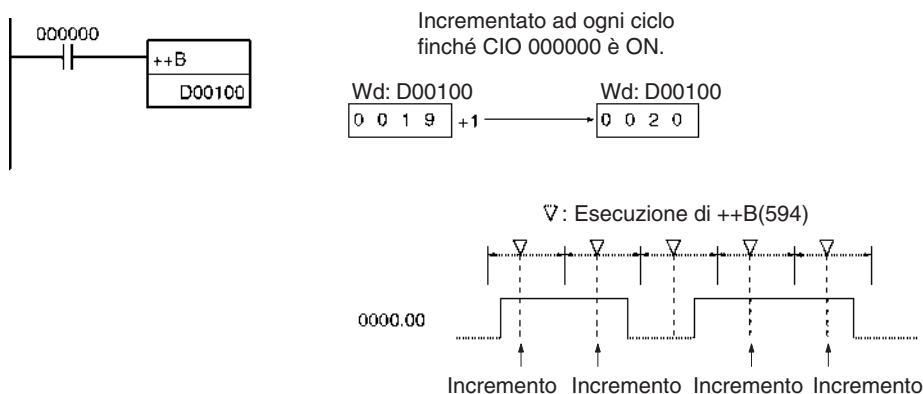 000000
++B
D00100
Incrementato ad ogni ciclo
finché CIO 000000 è ON.
Wd: D00100
Wd: D00100
0 0 1 9 +1
0 0 2 0
: Esecuzione di ++B(594)
0000.00
Incremento Incremento Incremento Incremento